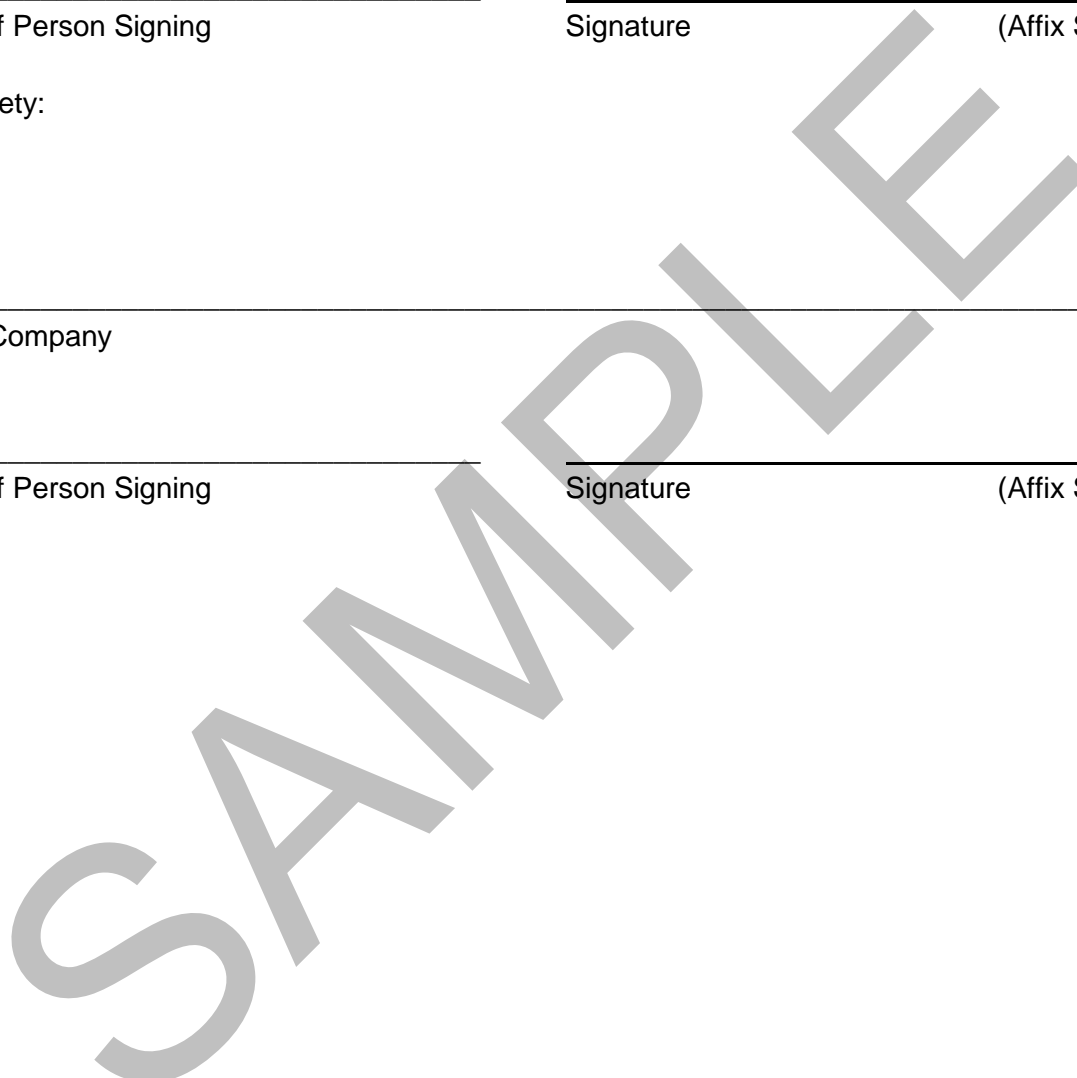 f Person Signing Signature (Affix S
ety:
Company
f Person Signing Signature (Affix S
SAMPLE